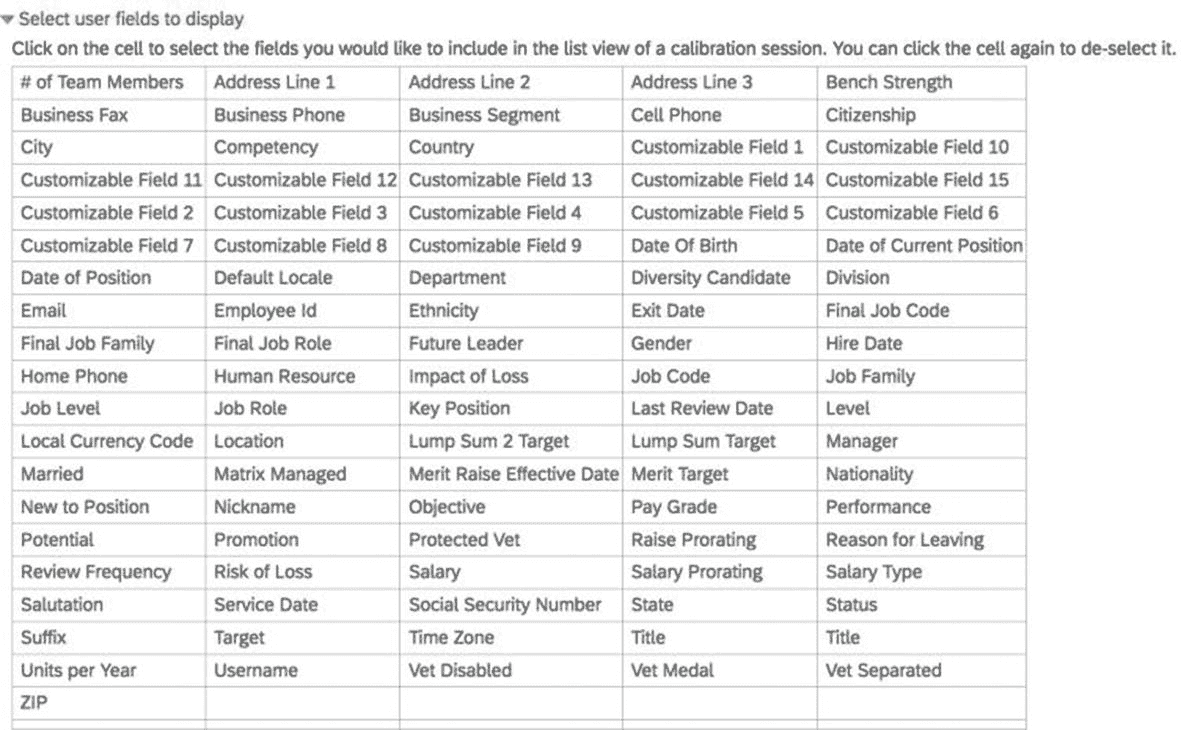 Select user fields to display
Click on the cell to select the fields you would like to include in the list view of a calibration session. You can click the cell again to de-select it.
# of Team Members Address Line 1 Address Line 2 Address Line 3 Bench Strength
Business Fax Business Phone Business Segment Cell Phone Citizenship
City Competency Country Customizable Field 1 Customizable Field 10
Customizable Field 11 Customizable Field 12 Customizable Field 13 Customizable Field 14 Customizable Field 15
Customizable Field 2 Customizable Field 3 Customizable Field 4 Customizable Field 5 Customizable Field 6
Customizable Field 7 Customizable Field 8 Customizable Field 9 Date Of Birth Date of Current Position
Date of Position Default Locale Department Diversity Candidate Division
Email Employee Id Ethnicity Exit Date Final Job Code
Final Job Family Final Job Role Future Leader Gender Hire Date
Home Phone Human Resource Impact of Loss Job Code Job Family
Job Level Job Role Key Position Last Review Date Level
Local Currency Code Location Lump Sum 2 Target Lump Sum Target Manager
Married Matrix Managed Merit Raise Effective Date Merit Target Nationality
New to Position Nickname Objective Pay Grade Performance
Potential Promotion Protected Vet Raise Prorating Reason for Leaving
Review Frequency Risk of Loss Salary Salary Prorating Salary Type
Salutation Service Date Social Security Number State Status
Suffix Target Time Zone Title Title
Units per Year Username Vet Disabled Vet Medal Vet Separated
ZIP